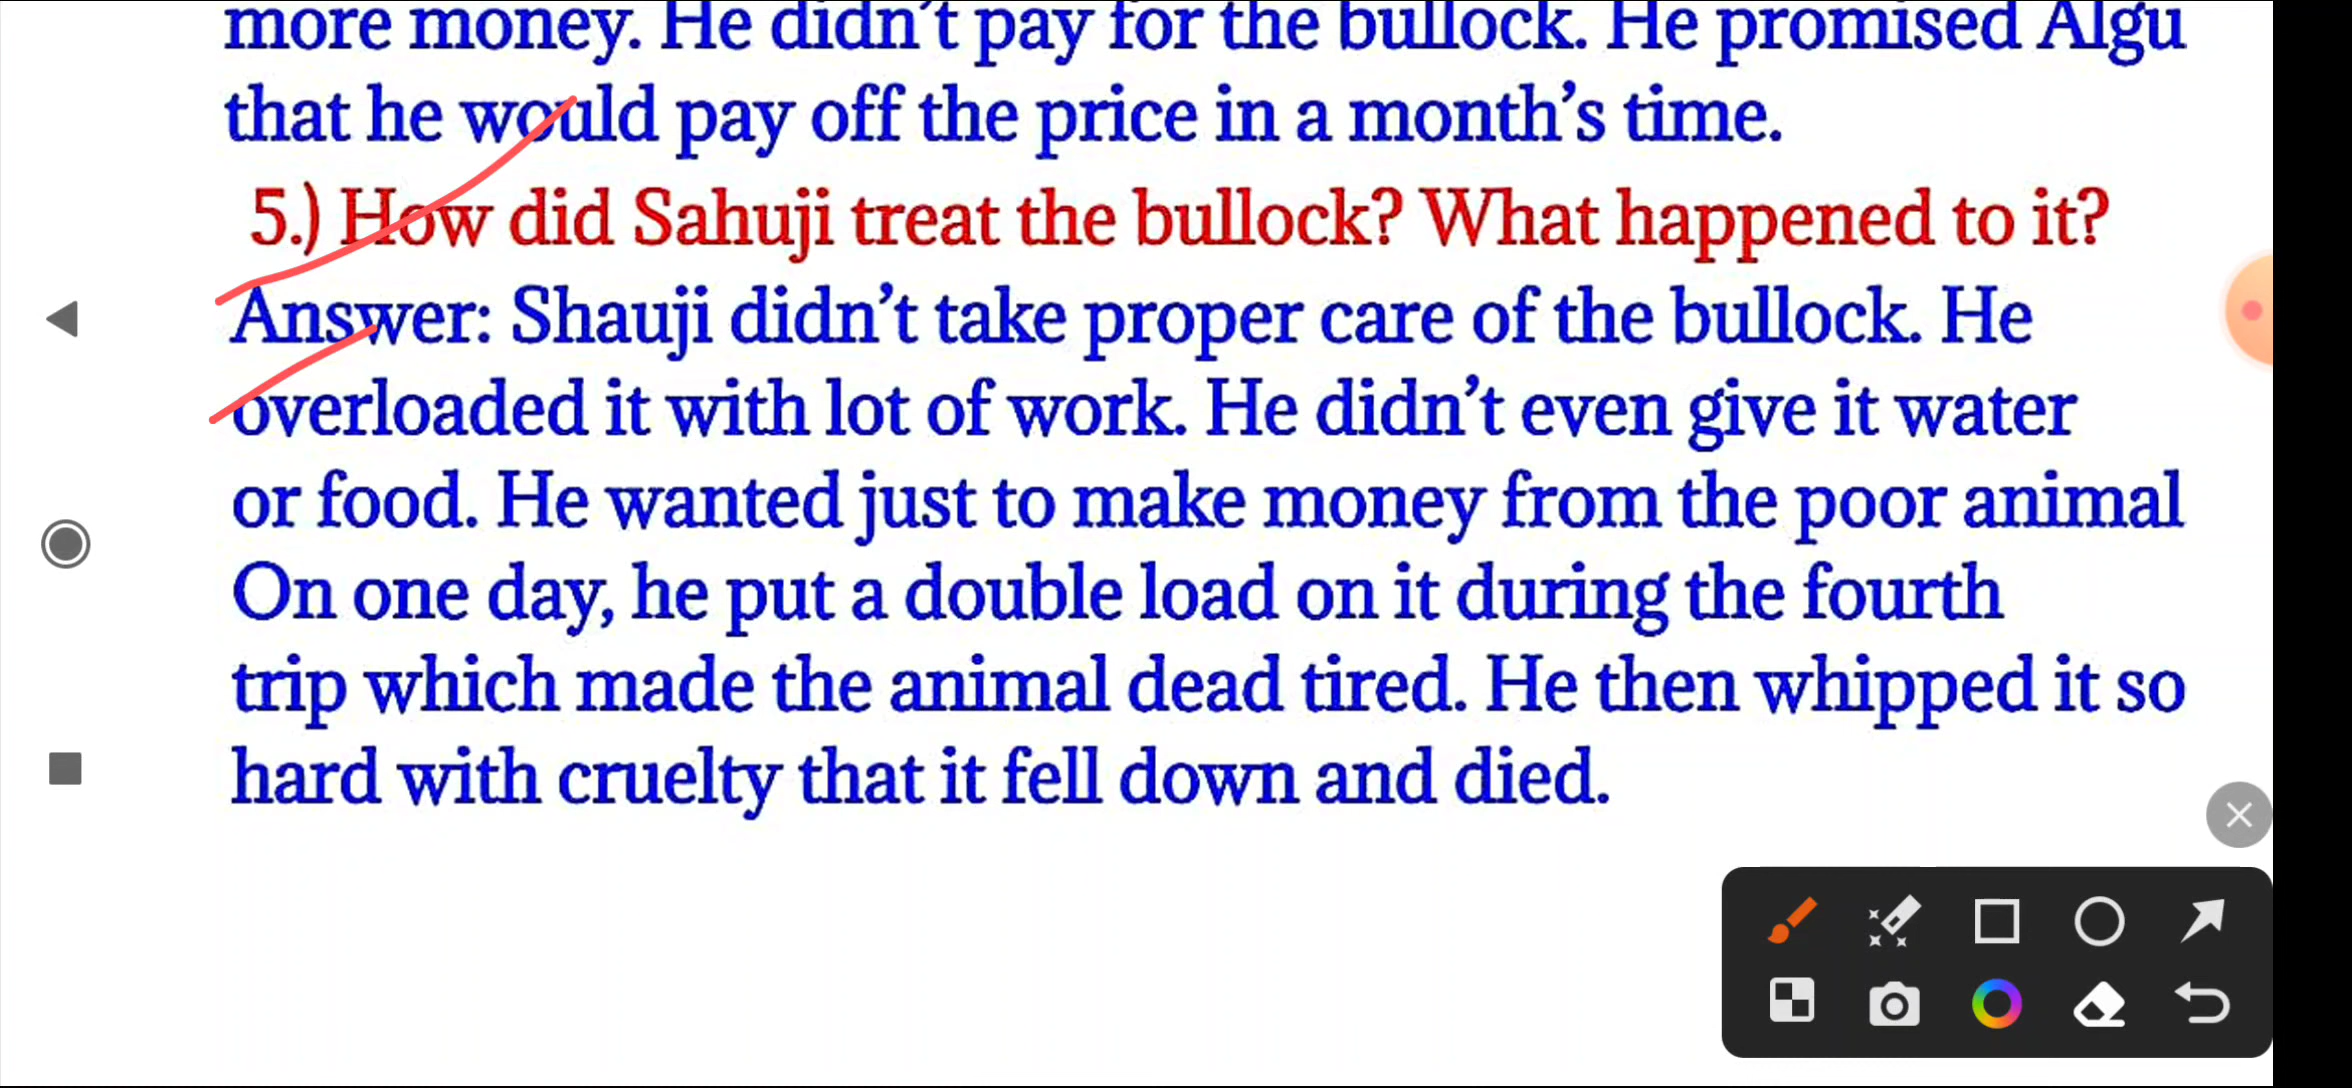 more money. He didn't pay for the bullock. He promised Algu
that he would pay off the price in a month's time.
5.) How did Sahuji treat the bullock? What happened to it?
Answer: Shauji didn't take proper care of the bullock. He
overloaded it with lot of work. He didn't even give it water
or food. He wanted just to make money from the poor animal
On one day, he put a double load on it during the fourth
trip which made the animal dead tired. He then whipped it so
hard with cruelty that it fell down and died.